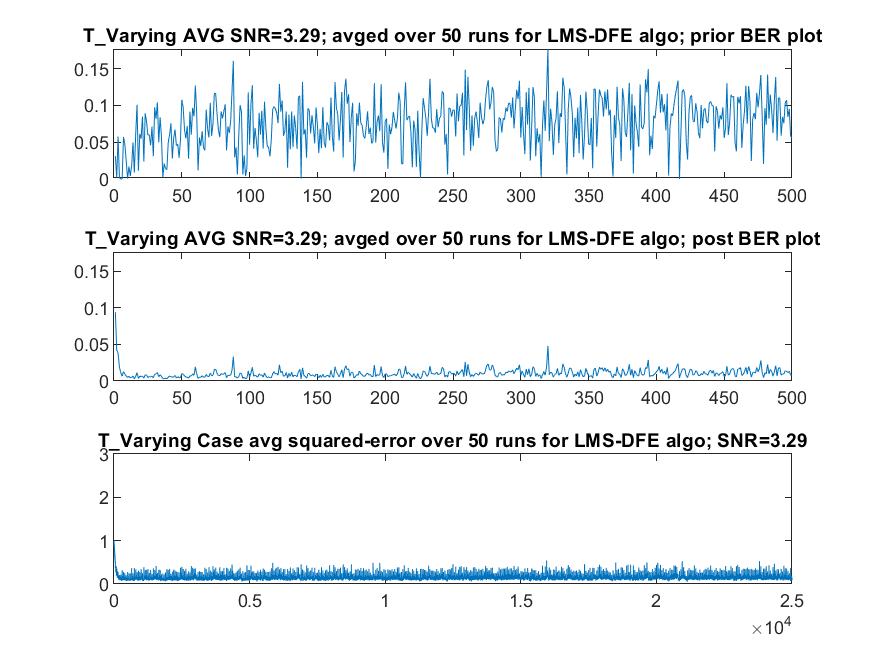 T_Varying AVG SNR=3.29; avged over 50 runs for LMS-DFE algo; prior BER plot
0.15
0.1
0.05
0
0 50 100 150 200 250 300 350 400 450 500
T_Varying AVG SNR=3.29; avged over 50 runs for LMS-DFE algo; post BER plot
0.15
0.1
0.05
0
0 50 100 150 200 250 300 350 400 450 500
T_Varying Case avg squared-error over 50 runs for LMS-DFE algo; SNR=3.29
3
2
1
0
0 0.5 1 1.5 2 2.5
×10⁴